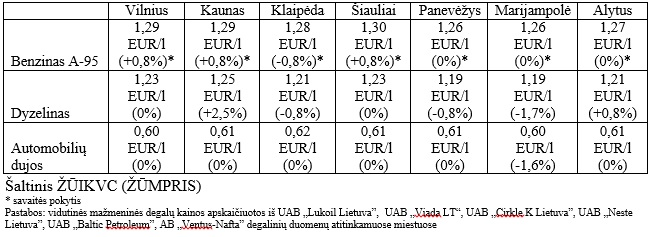 Vilnius Kaunas Klaipėda Šiauliai Panevėžys Marijampolė Alytus
1,29 1,29 1,28 1,30 1,26 1,26 1,27
EUR/l EUR/l EUR/l EUR/l EUR/l EUR/l EUR/l
Benzinas A-95 (+0,8%)* (+0,8%)* (-0,8%)* (+0,8%)* (0%)* (0%)* (0%)*
1,23 1,25 1,21 1,23 1,19 1,19 1,21
EUR/l EUR/l EUR/l EUR/l EUR/l EUR/l EUR/l
Dyzelinas (0%) (+2,5%) (-0,8%) (0%) (-0,8%) (-1,7%) (+0,8%)
0,60 0,61 0,62 0,61 0,61 0,60 0,61
Automobilių EUR/l EUR/l EUR/l EUR/l EUR/l EUR/l EUR/l
dujos (0%) (0%) (0%) (0%) (0%) (-1,6%) (0%)
Šaltinis ŽŪIKVC (ŽŪMPRIS)
* savaitės pokytis
Pastabos: vidutinės mažmeninės degalų kainos apskaičiuotos iš UAB „Lukoil Lietuva”, UAB „Viada LT“, UAB „Cirkle K Lietuva”, UAB „Neste
Lietuva”, UAB „Baltic Petroleum”, AB „Ventus-Nafta” degalinių duomenų atitinkamuose miestuose